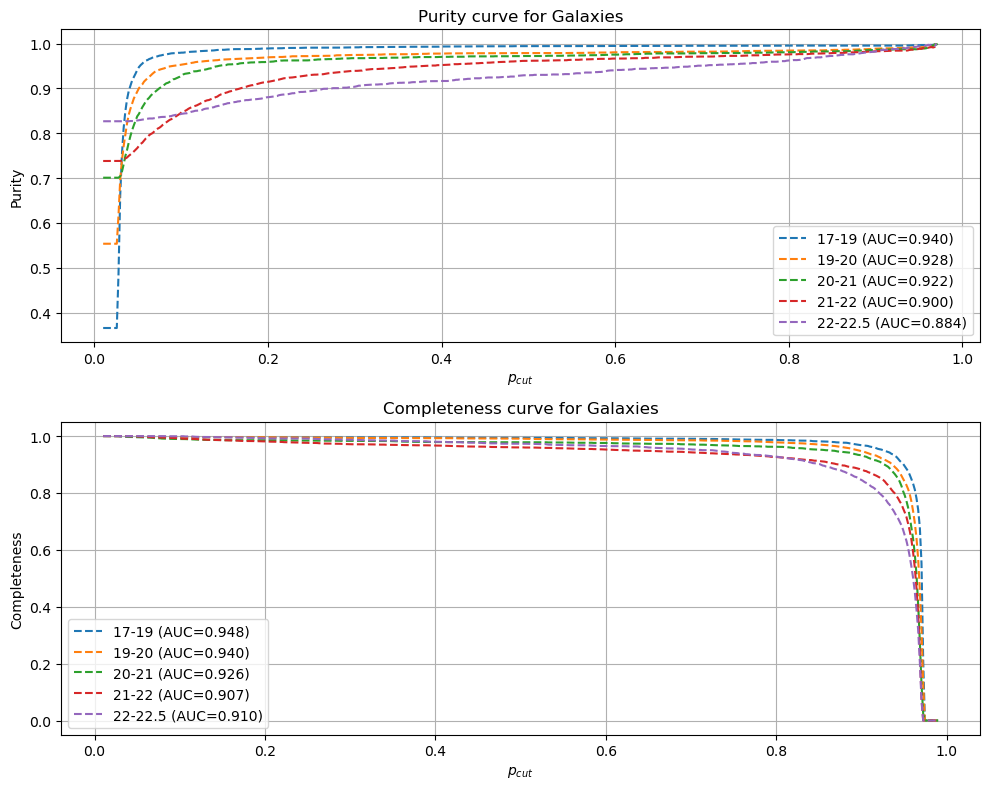 Purity curve for Galaxies
1.0
0.9
0.8
0.7
0.6
0.5
0.4
Purity
17-19 (AUC=0.940)
19-20 (AUC=0.928)
20-21 (AUC=0.922)
21-22 (AUC=0.900)
22-22.5 (AUC=0.884)
0.0 0.2 0.4 0.6 0.8 1.0
p_{cut}
Completeness curve for Galaxies
1.0
0.8
0.6
0.4
0.2
0.0
Completeness
17-19 (AUC=0.948)
19-20 (AUC=0.940)
20-21 (AUC=0.926)
21-22 (AUC=0.907)
22-22.5 (AUC=0.910)
0.0 0.2 0.4 0.6 0.8 1.0
p_{cut}